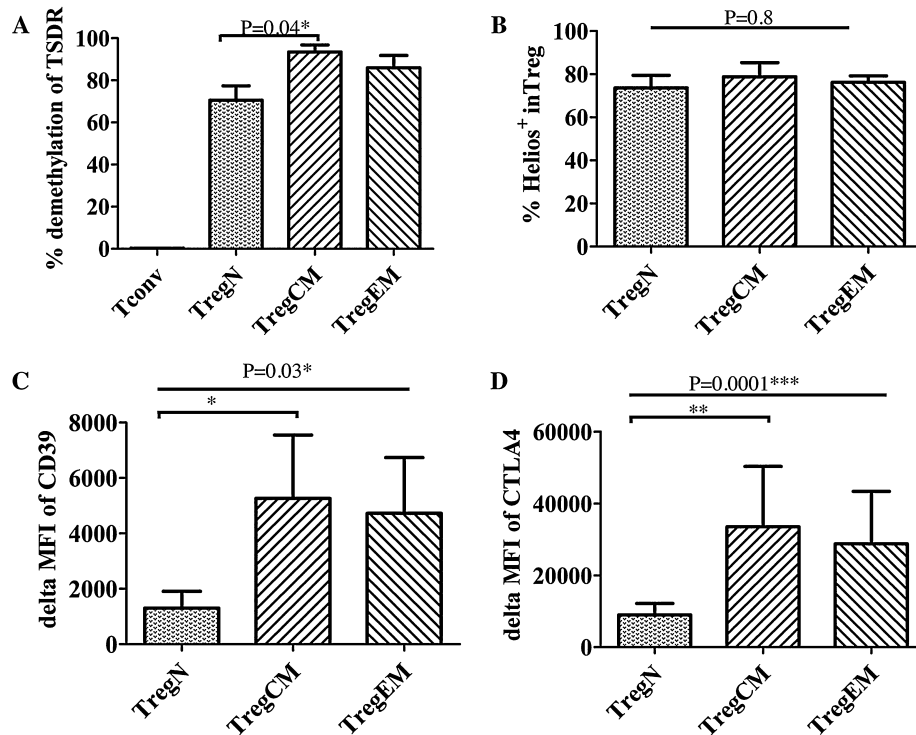 A
% demethylation of TSDR
P=0.04*
100
80
60
40
20
0
Tconv
TregN
TregCM
TregEM
B
% Helios+ inTreg
P=0.8
100
80
60
40
20
0
TregN
TregCM
TregEM
C
delta MFI of CD39
P=0.03*
*
8000
6000
4000
2000
0
TregN
TregCM
TregEM
D
delta MFI of CTLA4
P=0.0001***
**
60000
40000
20000
0
TregN
TregCM
TregEM